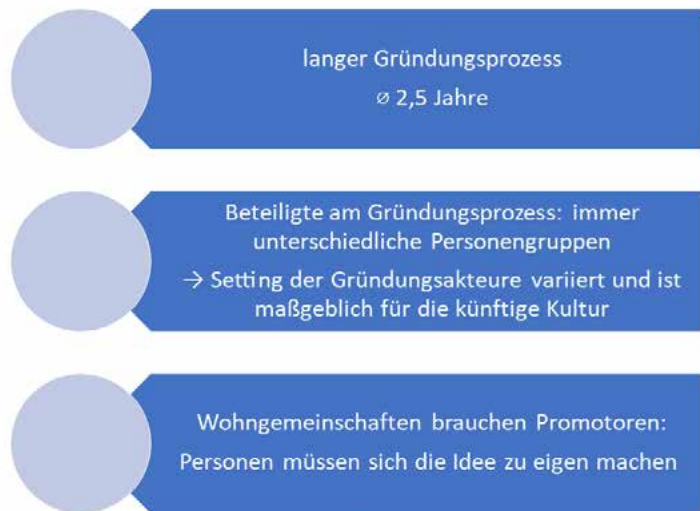 langer Gründungsprozess
⌀ 2,5 Jahre
Beteiligte am Gründungsprozess: immer
unterschiedliche Personengruppen
→ Setting der Gründungsakteure variiert und ist
maßgeblich für die künftige Kultur
Wohngemeinschaften brauchen Promotoren:
Personen müssen sich die Idee zu eigen machen